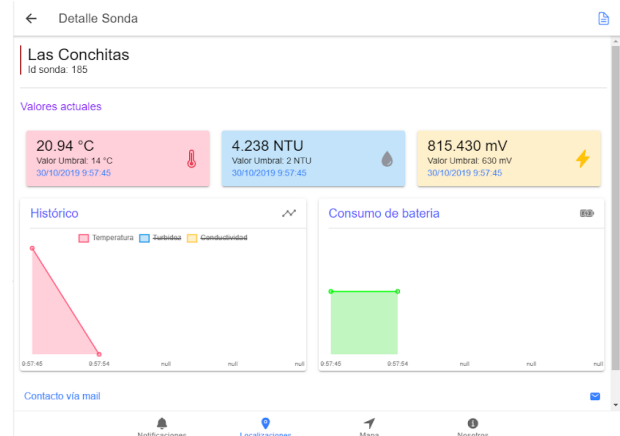 Detalle Sonda
Las Conchitas
Id sonda: 185
Valores actuales
20.94 °C
Valor Umbral: 14 °C
30/10/2019 9:57:45
4.238 NTU
Valor Umbral: 2 NTU
30/10/2019 9:57:45
815.430 mV
Valor Umbral: 630 mV
30/10/2019 9:57:45
Histórico
Temperatura Turbidez Conductividad
9:57:45 9:57:54 null null null
Consumo de bateria
9:57:45 9:57:54 null null null
Contacto vía mail
Notificaciones Localizaciones Mapa Nosotros